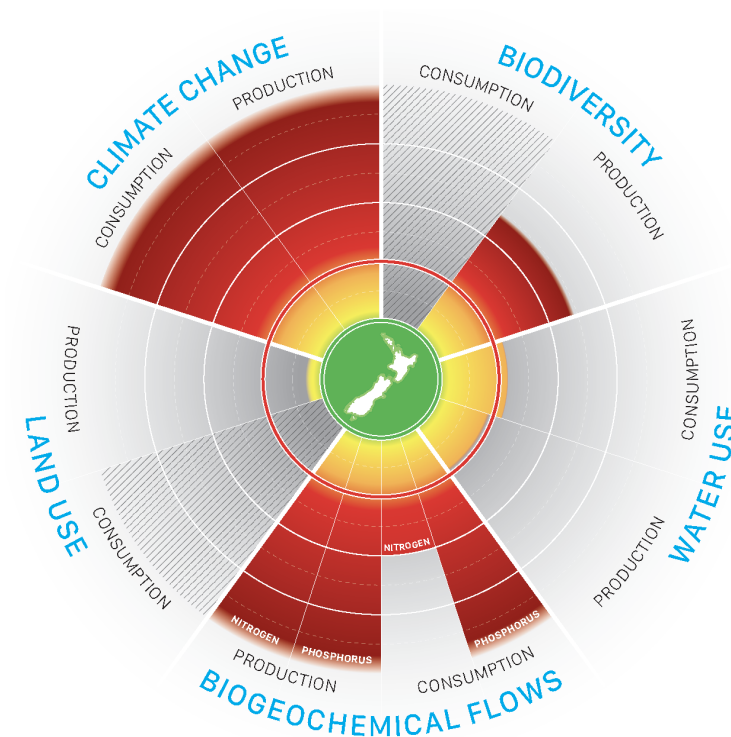 CLIMATE CHANGE
PRODUCTION
CONSUMPTION
BIODIVERSITY
CONSUMPTION
PRODUCTION
WATER USE
CONSUMPTION
PRODUCTION
BIOGEOCHEMICAL FLOWS
CONSUMPTION
NITROGEN
PHOSPHORUS
PRODUCTION
NITROGEN
PHOSPHORUS
LAND USE
CONSUMPTION
PRODUCTION